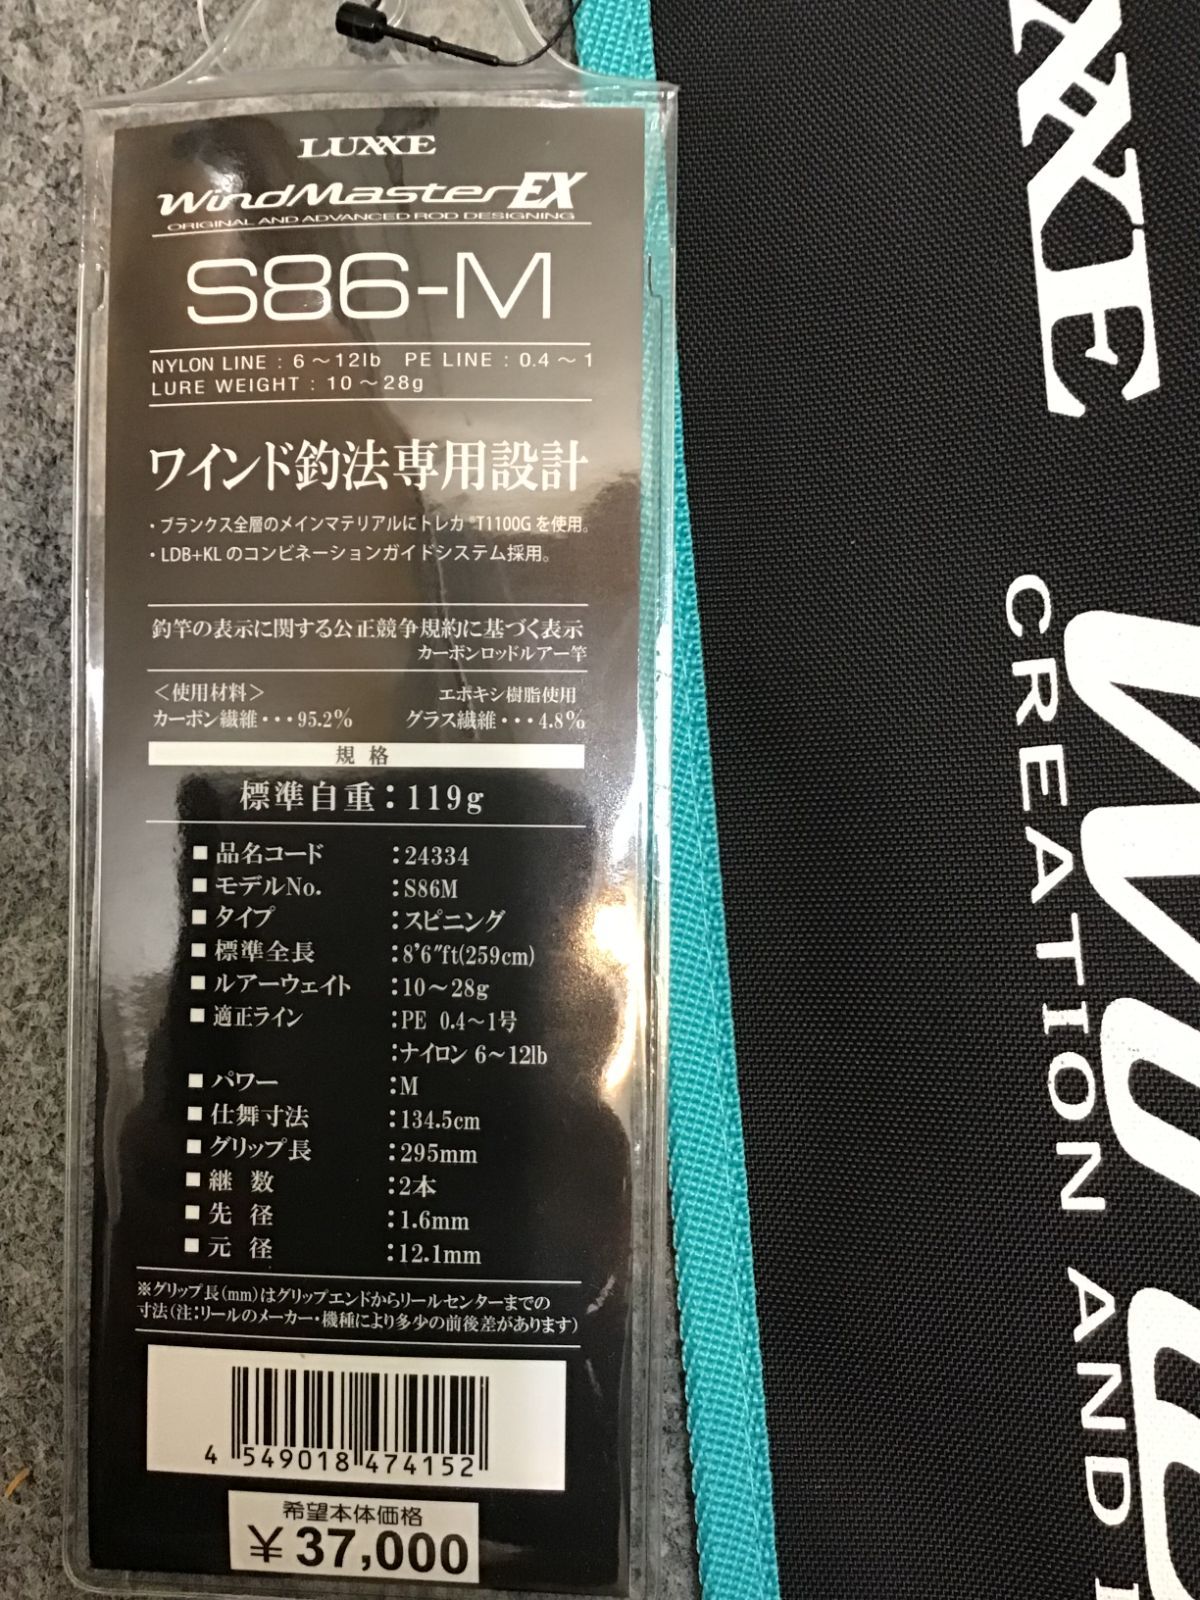 LUXXE
WindMaster EX
ORIGINAL AND ADVANCED ROD DESIGNING
S86-M
NYLON LINE : 6～12lb PE LINE : 0.4～1
LURE WEIGHT : 10～28g
ワインド釣法専用設計
・ブランクス全層のメインマテリアルにトレカ®T1100Gを使用。
・LDB+KLのコンビネーションガイドシステム採用。
釣竿の表示に関する公正競争規約に基づく表示
カーボンロッドルアー竿
＜使用材料＞ エポキシ樹脂使用
カーボン繊維・・・95.2% グラス繊維・・・4.8%
規格
標準自重：119g
■品名コード ：24334
■モデルNo. ：S86M
■タイプ ：スピニング
■標準全長 ：8'6"ft(259cm)
■ルアーウェイト ：10～28g
■適正ライン ：PE 0.4～1号
：ナイロン 6～12lb
■パワー ：M
■仕舞寸法 ：134.5cm
■グリップ長 ：295mm
■継数 ：2本
■先径 ：1.6mm
■元径 ：12.1mm
※グリップ長(mm)はグリップエンドからリールセンターまでの
寸法(注：リールのメーカー・機種により多少の前後差があります)
4 549018 474152
希望本体価格
￥37,000
XXE
CREATION AND